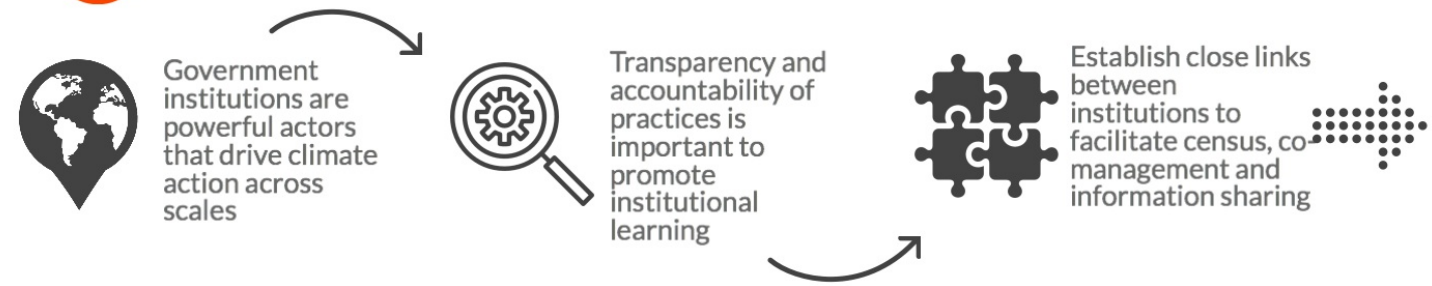 Government
institutions are
powerful actors
that drive climate
action across
scales
Transparency and
accountability of
practices is
important to
promote
institutional
learning
Establish close links
between
institutions to
facilitate census, co-
management and
information sharing